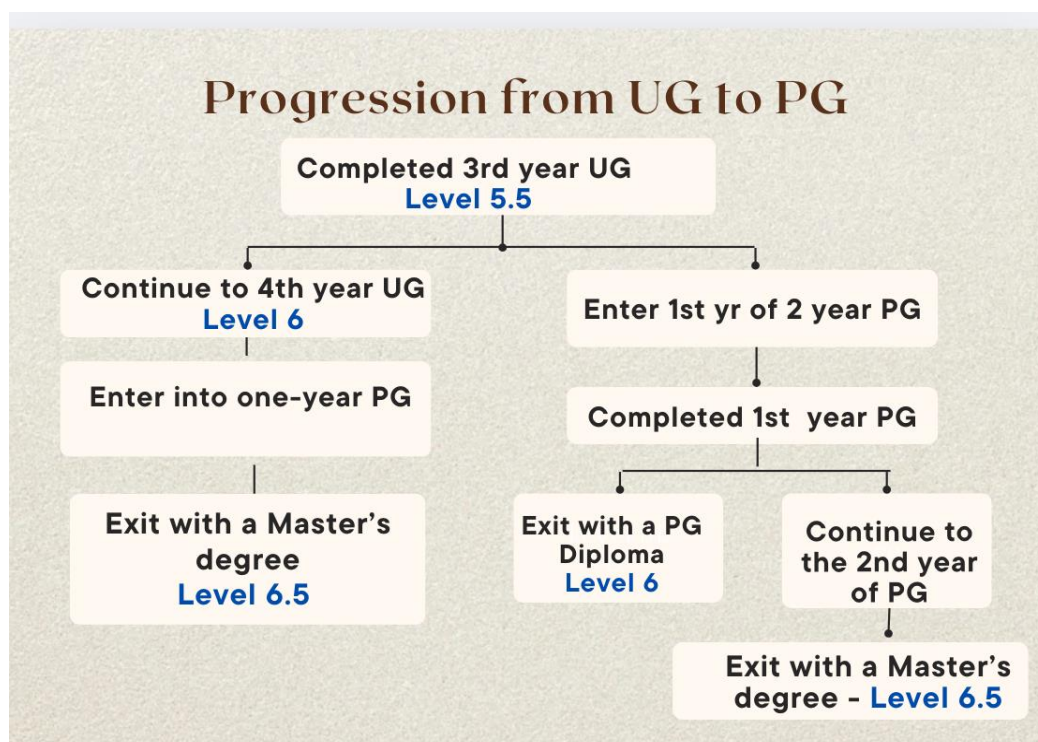 Progression from UG to PG
Completed 3rd year UG
Level 5.5
Continue to 4th year UG
Level 6
Enter 1st yr of 2 year PG
Enter into one-year PG
Completed 1st year PG
Exit with a Master's
degree
Level 6.5
Exit with a PG
Diploma
Level 6
Continue to
the 2nd year
of PG
Exit with a Master's
degree - Level 6.5